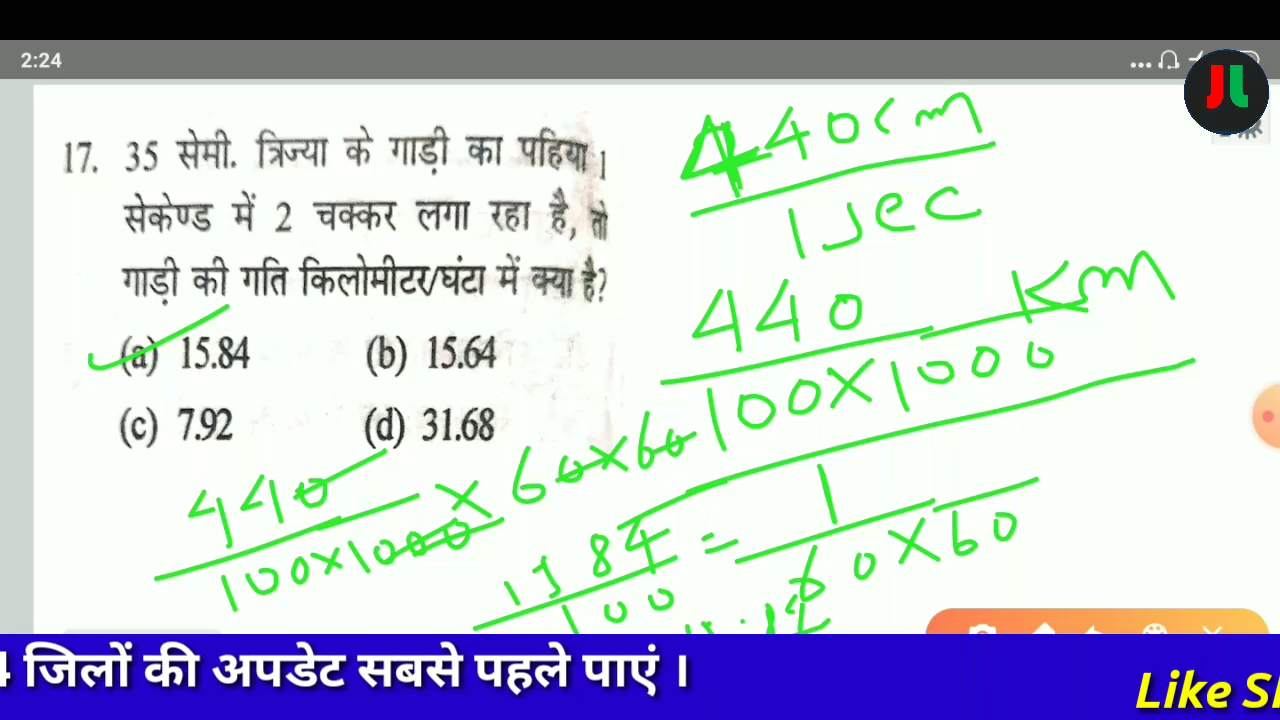 2:24
17. 35 सेमी. त्रिज्या के गाड़ी का पहिया 1
सेकेण्ड में 2 चक्कर लगा रहा है, तो
गाड़ी की गति किलोमीटर/घंटा में क्या है?
(a) 15.84 (b) 15.64
(c) 7.92 (d) 31.68
440 cm
1 sec
440 km
100×1000
1
60×60
440 × 60×60
100×1000
1584 =
100
जिलों की अपडेट सबसे पहले पाएं ।
Like